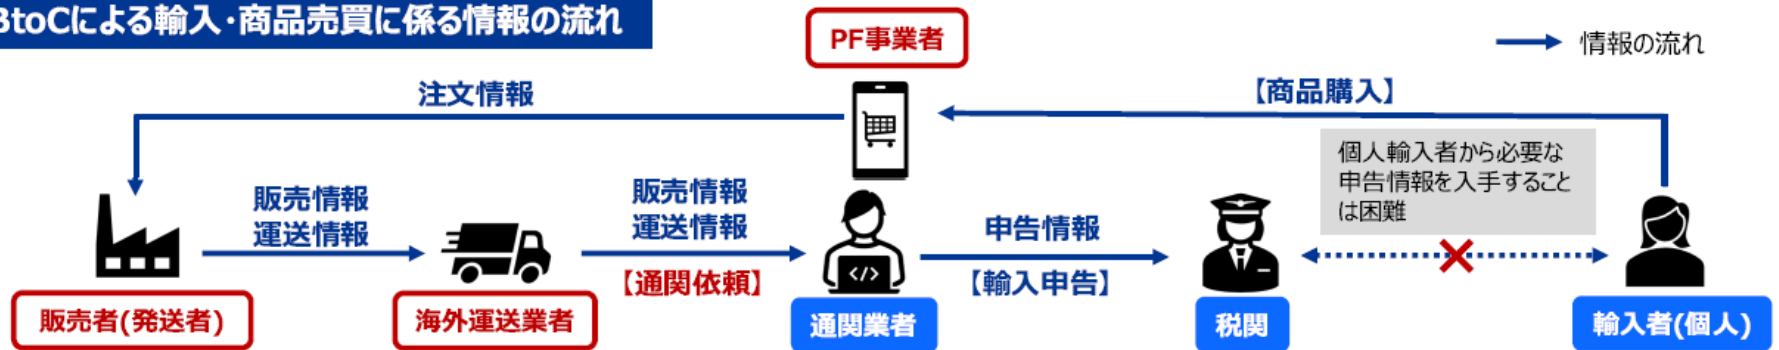 BtoCによる輸入・商品売買に係る情報の流れ
PF事業者
情報の流れ
注文情報
【商品購入】
個人輸入者から必要な
申告情報を入手すること
は困難
販売情報
運送情報
販売情報
運送情報
【通関依頼】
</>
申告情報
【輸入申告】
販売者(発送者)
海外運送業者
通関業者
税関
輸入者(個人)